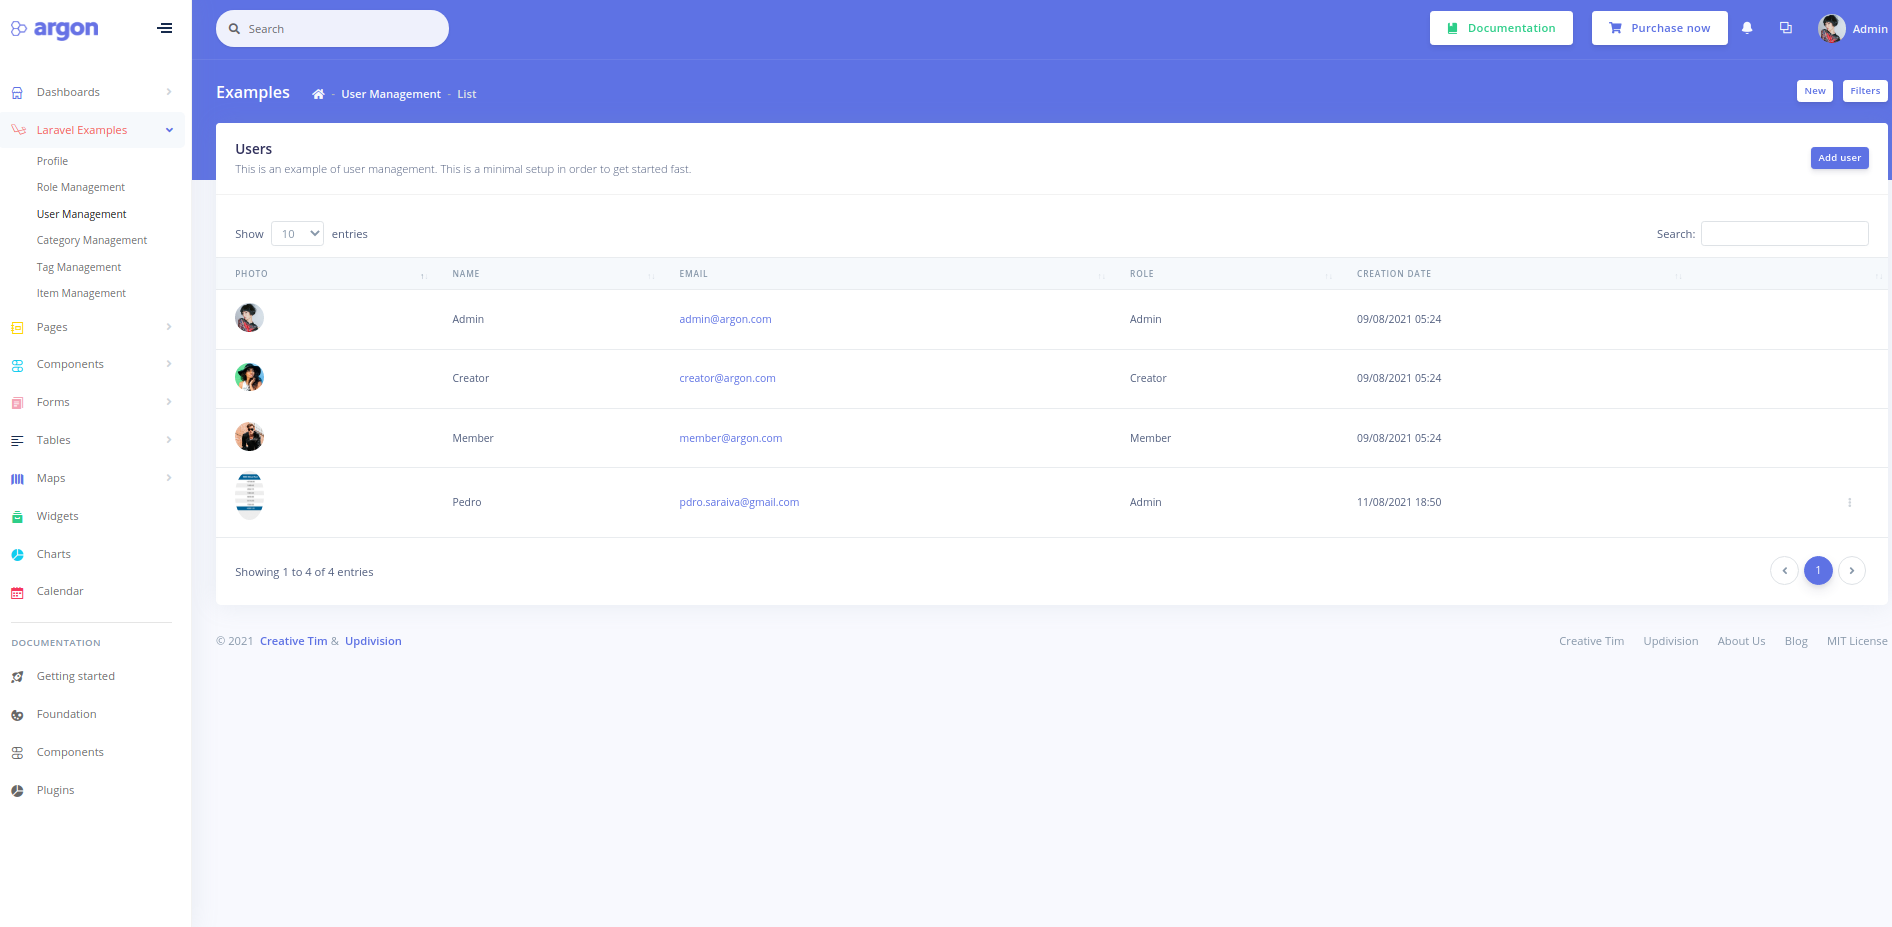 argon
Search
Documentation
Purchase now
Admin
Dashboards
Laravel Examples
Profile
Role Management
User Management
Category Management
Tag Management
Item Management
Pages
Components
Forms
Tables
Maps
Widgets
Charts
Calendar
DOCUMENTATION
Getting started
Foundation
Components
Plugins
Examples - User Management - List
New
Filters
Users
This is an example of user management. This is a minimal setup in order to get started fast.
Add user
Show 10 entries
Search:
PHOTO NAME EMAIL ROLE CREATION DATE
Admin admin@argon.com Admin 09/08/2021 05:24
Creator creator@argon.com Creator 09/08/2021 05:24
Member member@argon.com Member 09/08/2021 05:24
Pedro pdro.saraiva@gmail.com Admin 11/08/2021 18:50
Showing 1 to 4 of 4 entries
1
© 2021 Creative Tim & Updivision
Creative Tim Updivision About Us Blog MIT License